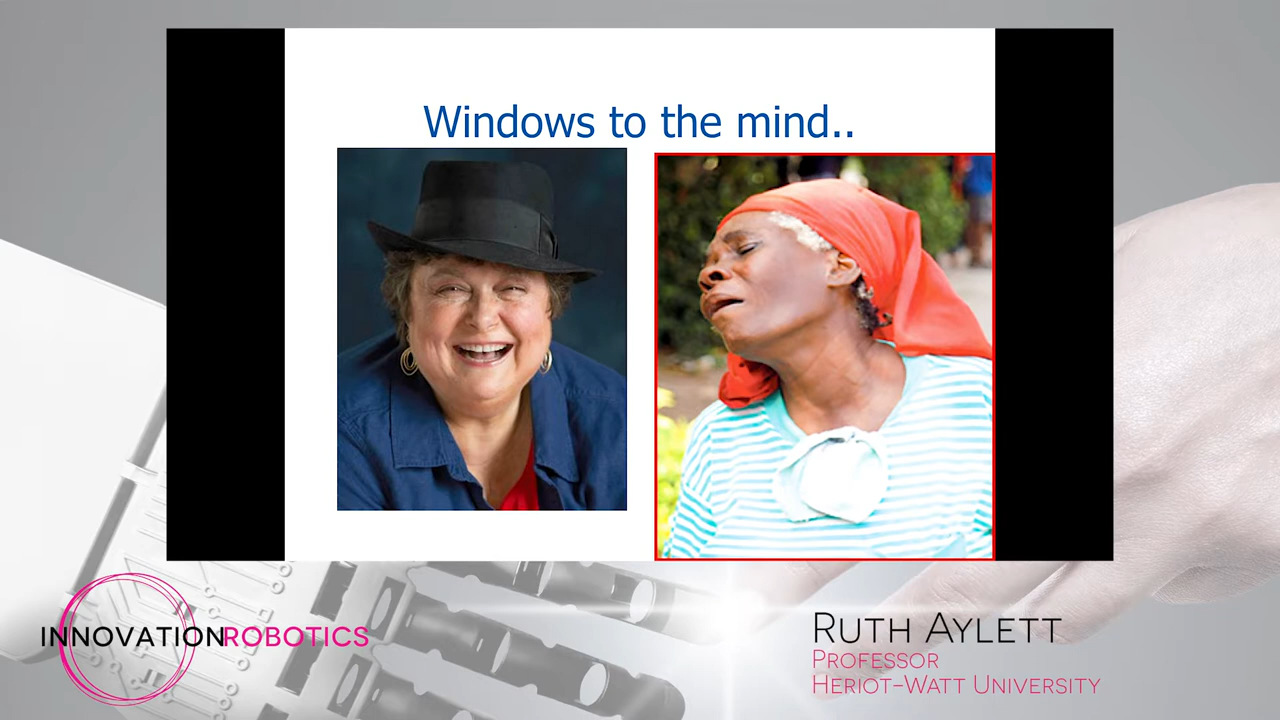 Windows to the mind..
INNOVATIONROBOTICS
RUTH AYLETT
PROFESSOR
HERIOT-WATT UNIVERSITY